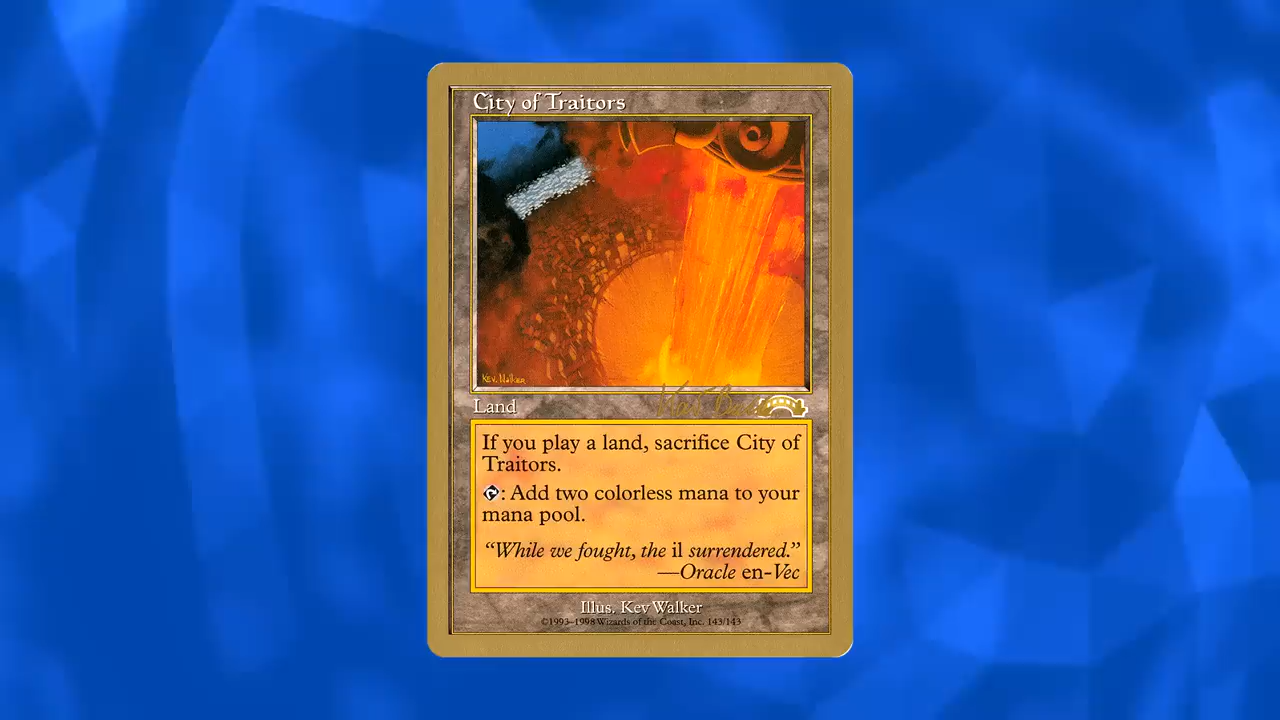 City of Traitors
KEV. Walker
Land
If you play a land, sacrifice City of
Traitors.
: Add two colorless mana to your
mana pool.
“While we fought, the il surrendered.”
—Oracle en-Vec
Illus. Kev Walker
©1993–1998 Wizards of the Coast, Inc. 143/143